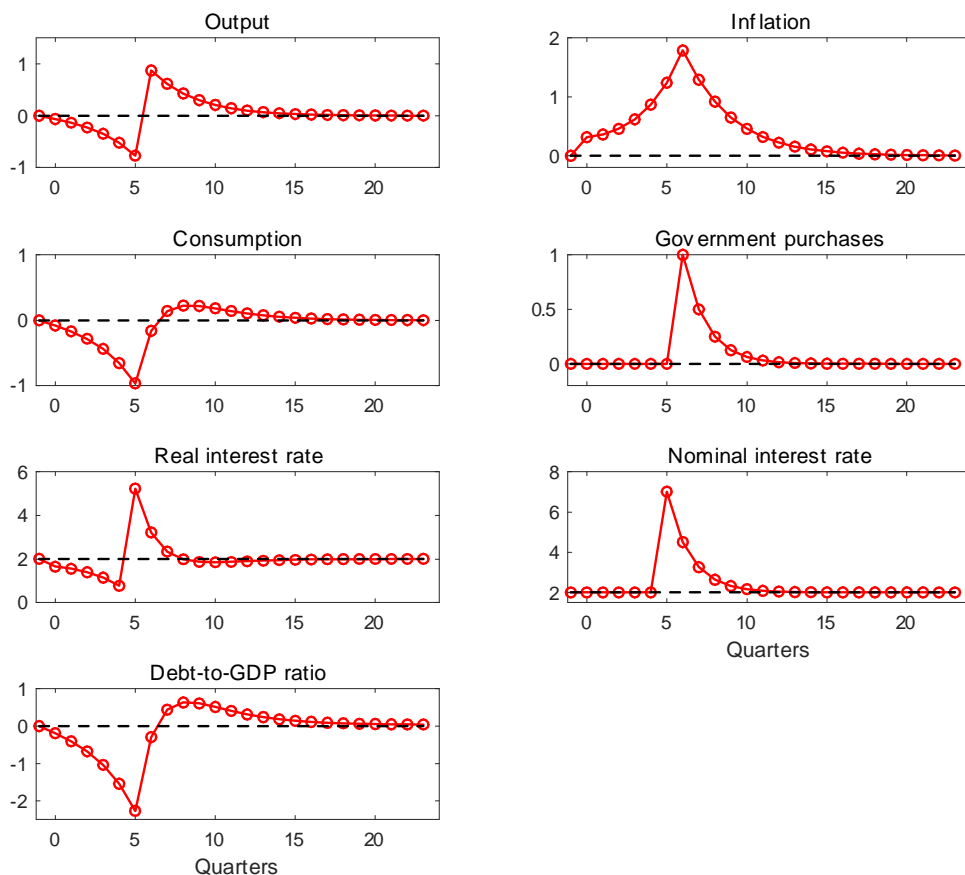 Output
1
0
-1
0 5 10 15 20
Inflation
2
1
0
0 5 10 15 20
Consumption
1
0
-1
0 5 10 15 20
Government purchases
1
0.5
0
0 5 10 15 20
Real interest rate
6
4
2
0
0 5 10 15 20
Nominal interest rate
8
6
4
2
0 5 10 15 20
Quarters
Debt-to-GDP ratio
1
0
-1
-2
0 5 10 15 20
Quarters